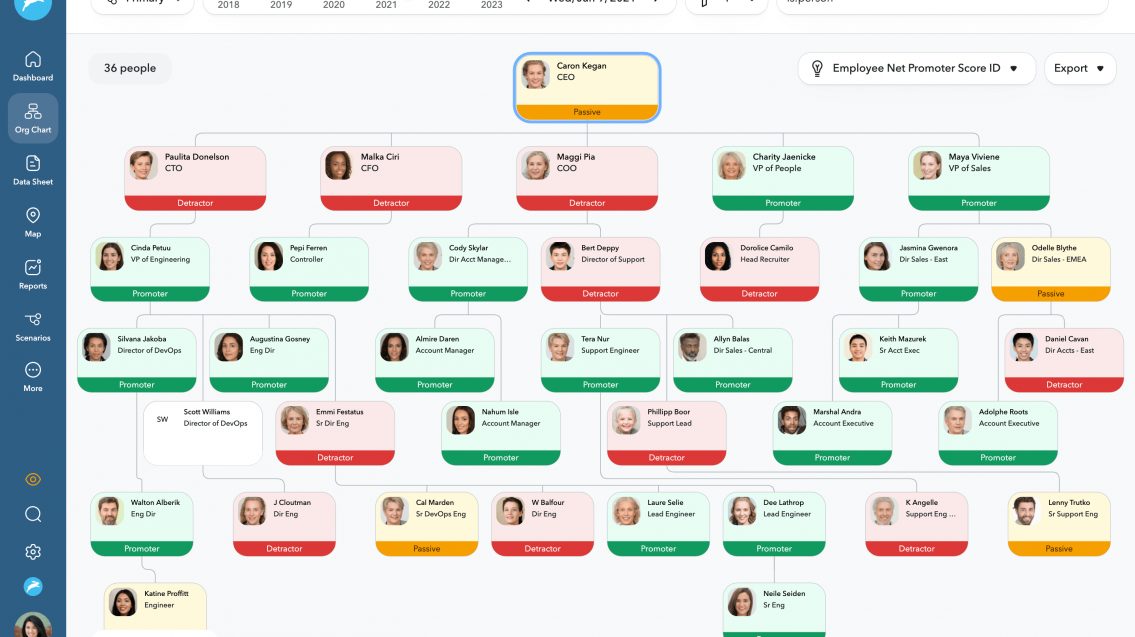 Primary
2018 2019 2020 2021 2022 2023
is:person
36 people
Employee Net Promoter Score ID
Export
Dashboard
Org Chart
Data Sheet
Map
Reports
Scenarios
More
Caron Kegan
CEO
Passive
Paulita Donelson
CTO
Detractor
Malka Ciri
CFO
Detractor
Maggi Pia
COO
Detractor
Charity Jaenicke
VP of People
Promoter
Maya Viviene
VP of Sales
Promoter
Cinda Petuu
VP of Engineering
Promoter
Pepi Ferren
Controller
Promoter
Cody Skylar
Dir Acct Manage...
Promoter
Bert Deppy
Director of Support
Detractor
Dorolice Camilo
Head Recruiter
Detractor
Jasmina Gwenora
Dir Sales - East
Promoter
Odelle Blythe
Dir Sales - EMEA
Passive
Silvana Jakoba
Director of DevOps
Promoter
Augustina Gosney
Eng Dir
Promoter
Almire Daren
Account Manager
Promoter
Tera Nur
Support Engineer
Promoter
Allyn Balas
Dir Sales - Central
Promoter
Keith Mazurek
Sr Acct Exec
Promoter
Daniel Cavan
Dir Accts - East
Detractor
SW
Scott Williams
Director of DevOps
Emmi Festatus
Sr Dir Eng
Detractor
Nahum Isle
Account Manager
Promoter
Phillipp Boor
Support Lead
Detractor
Marshal Andra
Account Executive
Promoter
Adolphe Roots
Account Executive
Promoter
Walton Alberik
Eng Dir
Promoter
J Cloutman
Dir Eng
Detractor
Cal Marden
Sr DevOps Eng
Passive
W Balfour
Dir Eng
Detractor
Laure Selie
Lead Engineer
Promoter
Dee Lathrop
Lead Engineer
Promoter
K Angelle
Support Eng ...
Detractor
Lenny Trutko
Sr Support Eng
Passive
Katine Proffitt
Engineer
Neile Seiden
Sr Eng